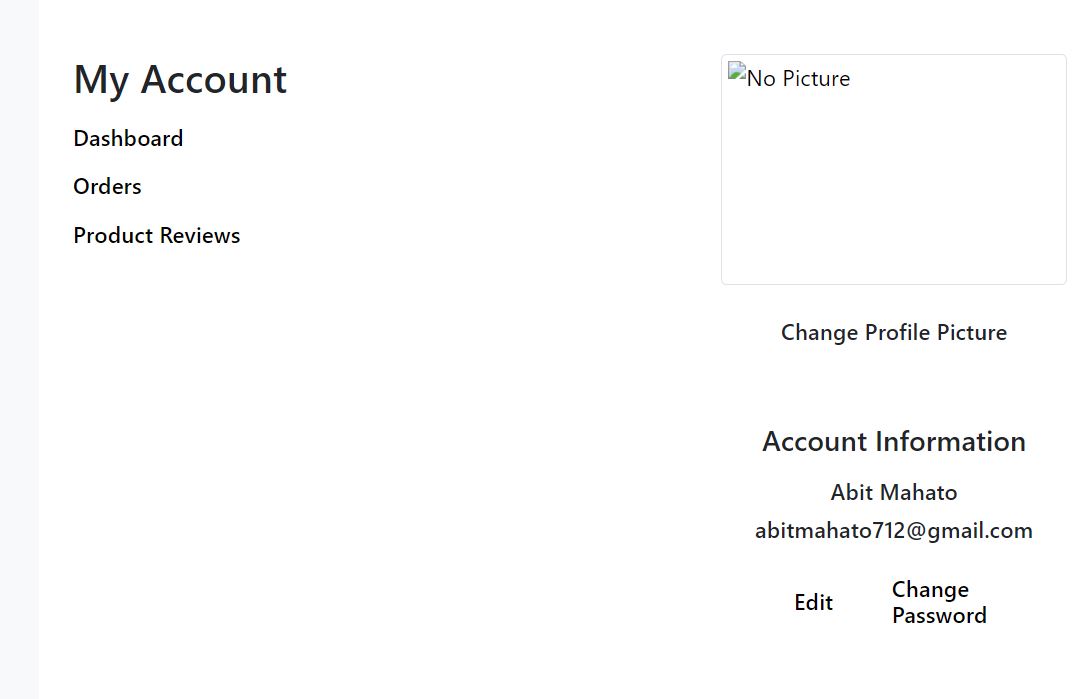 My Account
Dashboard
Orders
Product Reviews
No Picture
Change Profile Picture
Account Information
Abit Mahato
abitmahato712@gmail.com
Edit
Change
Password